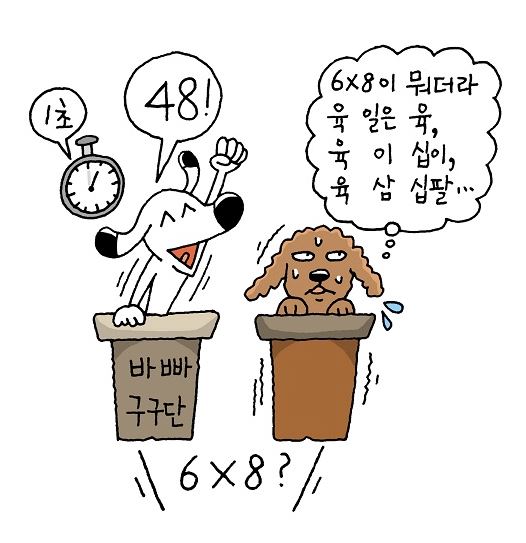 1초
48!
6×8이 뭐더라
육 일은 육,
육 이 십이,
육 삼 십팔…
바빠
구구단
6×8?